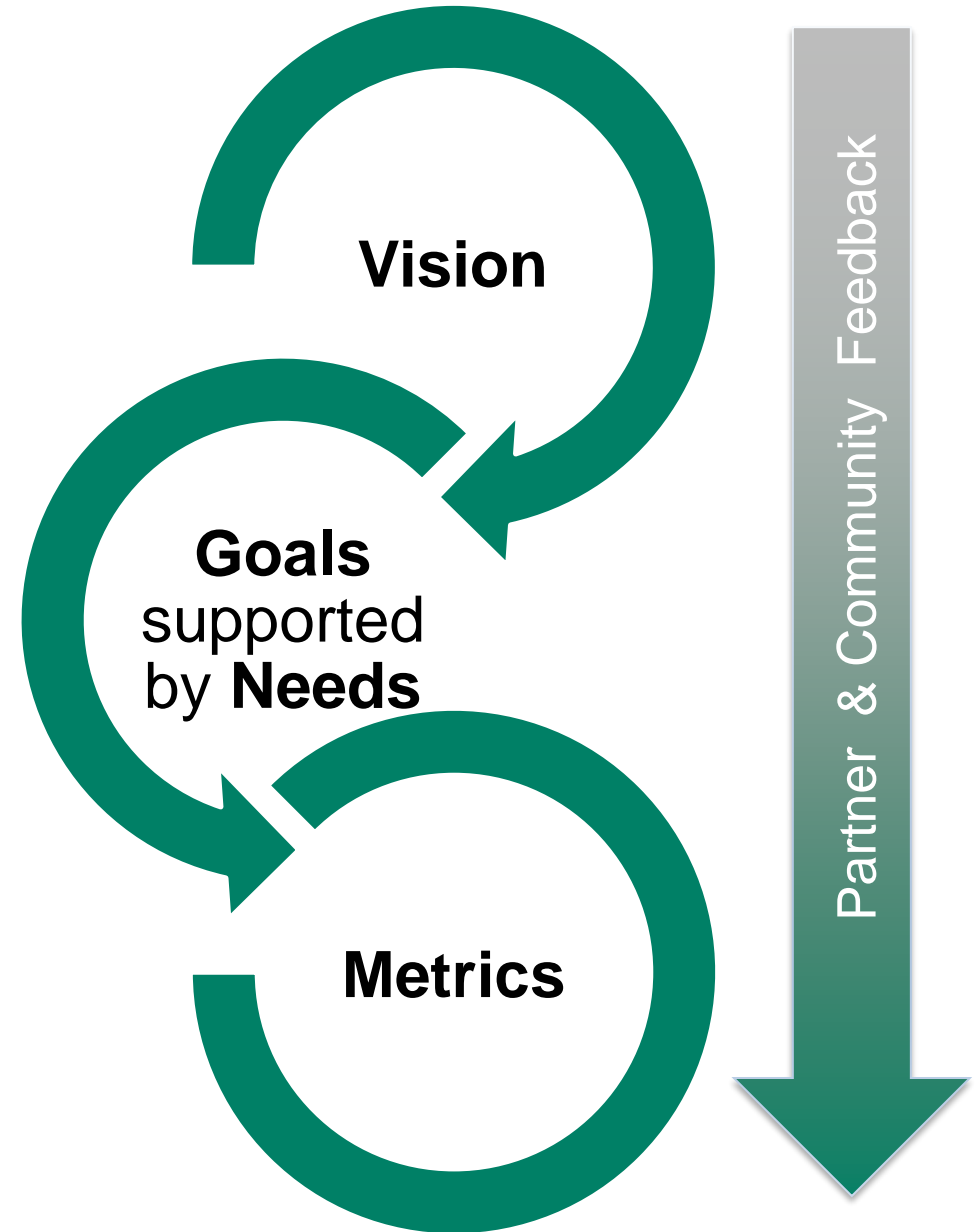 Vision
Goals
supported
by Needs
Metrics
Partner & Community Feedback